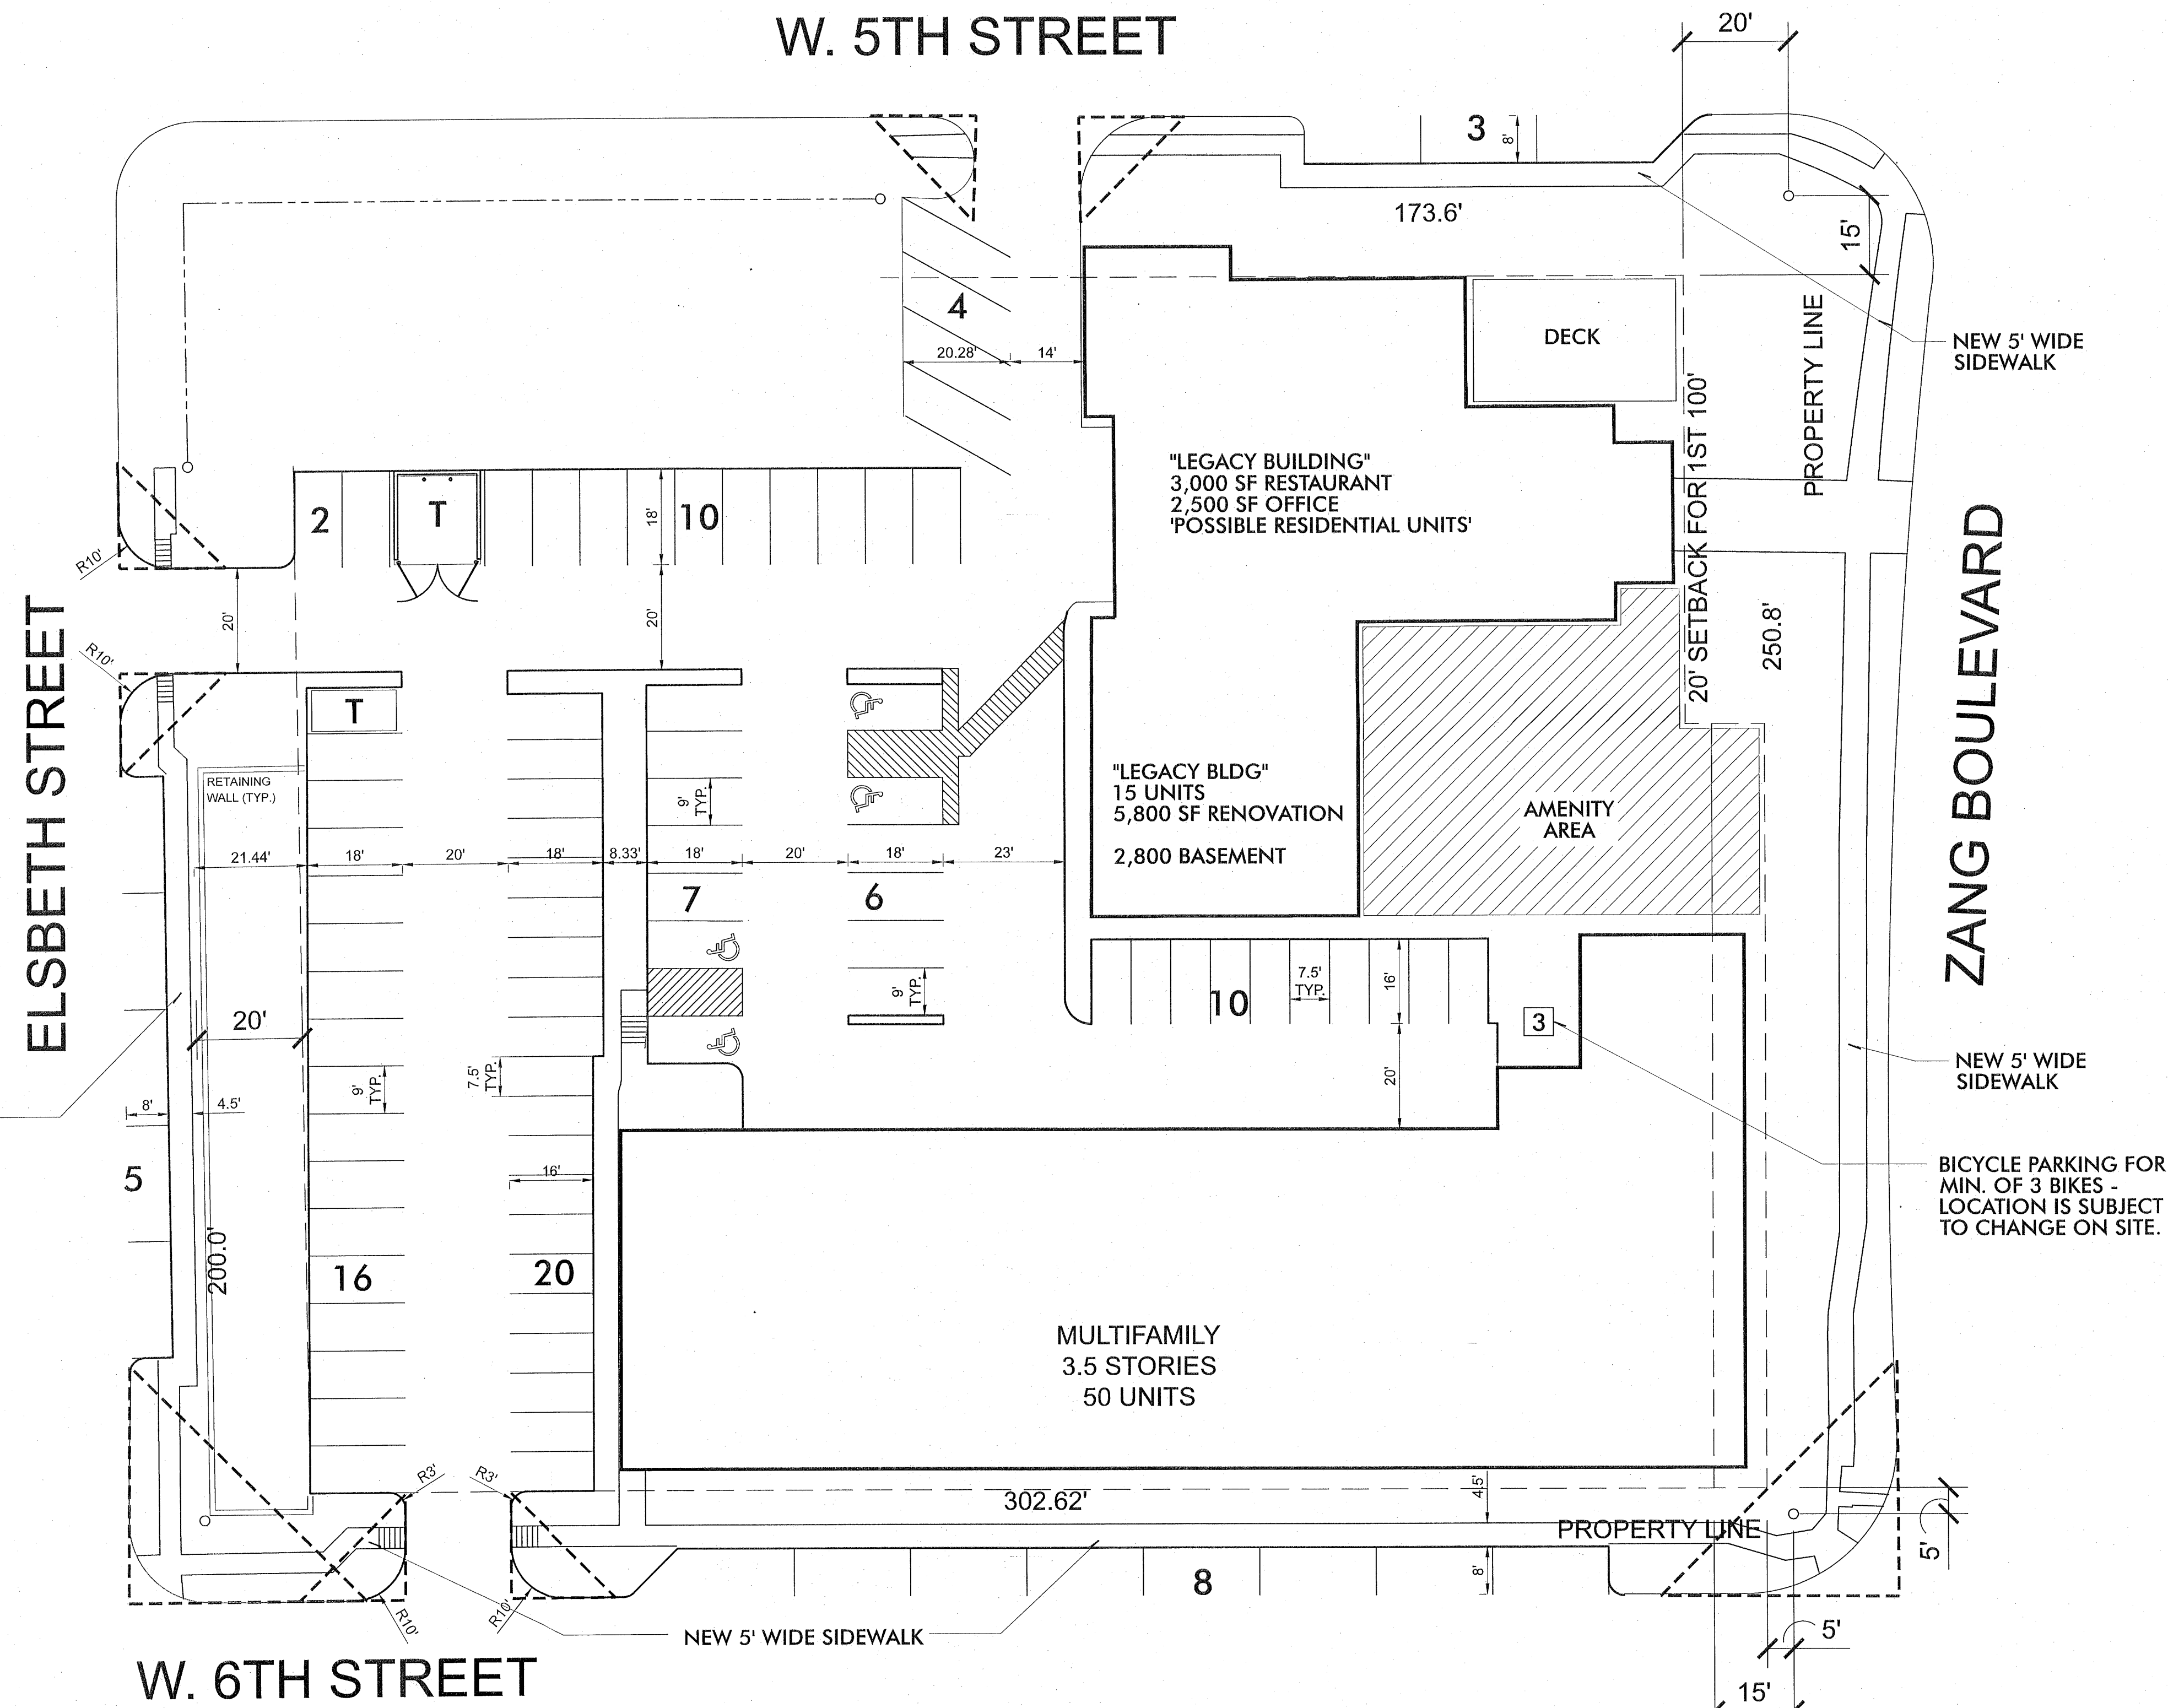 W. 5TH STREET
20'
3
8'
173.6'
15'
4
20.28'
14'
DECK
PROPERTY LINE
NEW 5' WIDE
SIDEWALK
20' SETBACK FOR 1ST 100'
"LEGACY BUILDING"
3,000 SF RESTAURANT
2,500 SF OFFICE
'POSSIBLE RESIDENTIAL UNITS'
2
T
18'
10
R10'
20'
20'
R10'
ELSBETH STREET
ZANG BOULEVARD
250.8'
T
RETAINING
WALL (TYP.)
9'
TYP.
"LEGACY BLDG"
15 UNITS
5,800 SF RENOVATION
2,800 BASEMENT
AMENITY
AREA
21.44'
18'
20'
18'
8.33'
18'
20'
18'
23'
7
6
9'
TYP.
7.5'
TYP.
16'
10
3
20'
20'
NEW 5' WIDE
SIDEWALK
9'
TYP.
7.5'
TYP.
8'
4.5'
5
16'
BICYCLE PARKING FOR
MIN. OF 3 BIKES -
LOCATION IS SUBJECT
TO CHANGE ON SITE.
200.0'
16
20
MULTIFAMILY
3.5 STORIES
50 UNITS
R3'
R3'
302.62'
4.5'
PROPERTY LINE
5'
8
8'
R10'
R10'
NEW 5' WIDE SIDEWALK
5'
W. 6TH STREET
15'